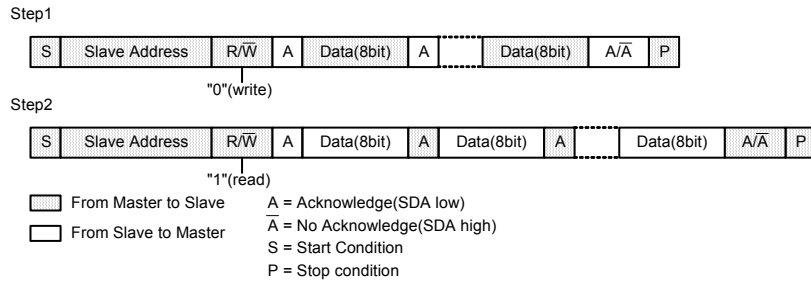 Step1
S Slave Address R/W̅ A Data(8bit) A Data(8bit) A/A̅ P
"0"(write)
Step2
S Slave Address R/W̅ A Data(8bit) A Data(8bit) A Data(8bit) A/A̅ P
"1"(read)
From Master to Slave
From Slave to Master
A = Acknowledge(SDA low)
A̅ = No Acknowledge(SDA high)
S = Start Condition
P = Stop condition